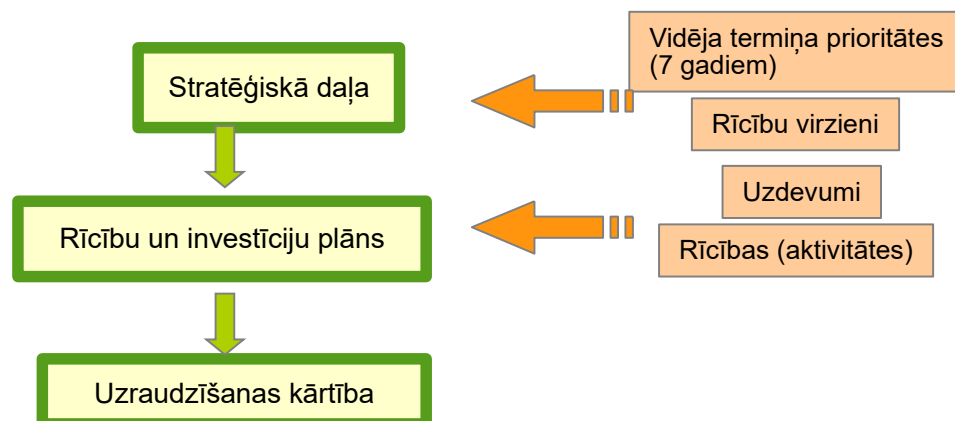 Stratēģiskā daļa
Vidēja termiņa prioritātes
(7 gadiem)
Rīcību virzieni
Rīcību un investīciju plāns
Uzdevumi
Rīcības (aktivitātes)
Uzraudzīšanas kārtība